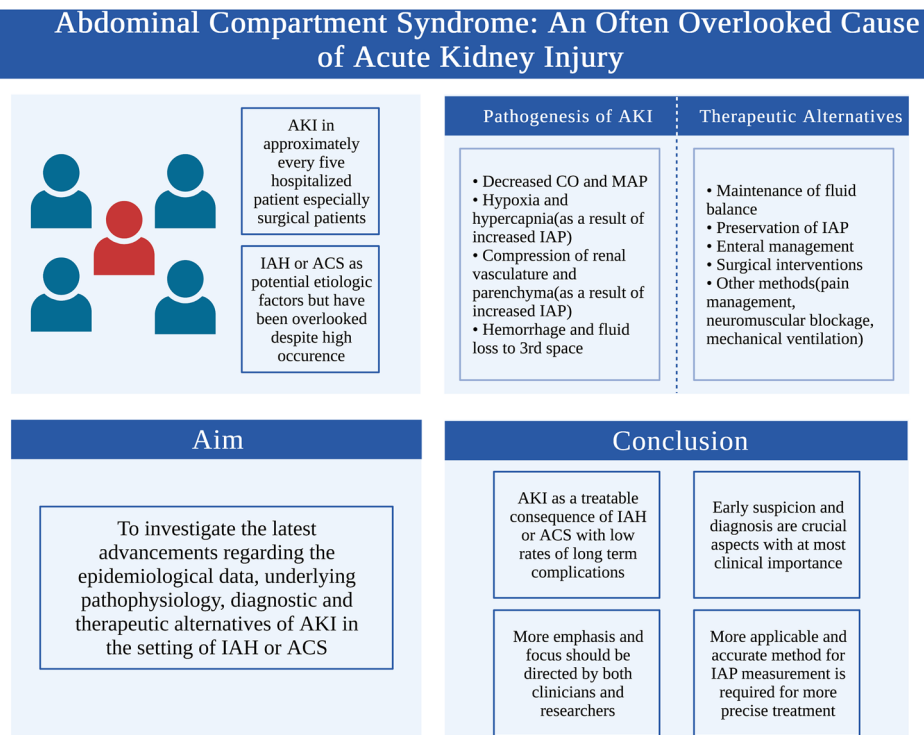 Abdominal Compartment Syndrome: An Often Overlooked Cause
of Acute Kidney Injury
AKI in
approximately
every five
hospitalized
patient especially
surgical patients
IAH or ACS as
potential etiologic
factors but have
been overlooked
despite high
occurence
Pathogenesis of AKI
• Decreased CO and MAP
• Hypoxia and
hypercapnia(as a result of
increased IAP)
• Compression of renal
vasculature and
parenchyma(as a result of
increased IAP)
• Hemorrhage and fluid
loss to 3rd space
Therapeutic Alternatives
• Maintenance of fluid
balance
• Preservation of IAP
• Enteral management
• Surgical interventions
• Other methods(pain
management,
neuromuscular blockage,
mechanical ventilation)
Aim
To investigate the latest
advancements regarding the
epidemiological data, underlying
pathophysiology, diagnostic and
therapeutic alternatives of AKI in
the setting of IAH or ACS
Conclusion
AKI as a treatable
consequence of IAH
or ACS with low
rates of long term
complications
Early suspicion and
diagnosis are crucial
aspects with at most
clinical importance
More emphasis and
focus should be
directed by both
clinicians and
researchers
More applicable and
accurate method for
IAP measurement is
required for more
precise treatment